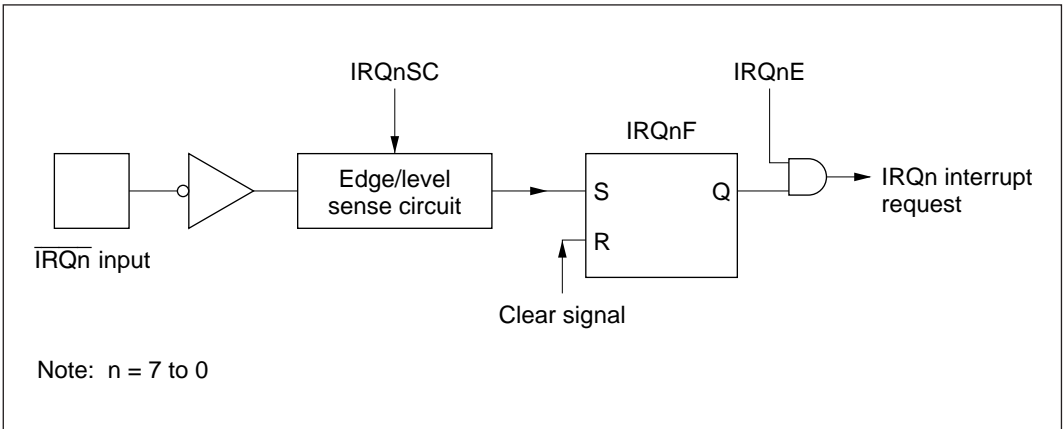 IRQnSC
IRQnE
IRQnF
Edge/level
sense circuit
S
Q
R
IRQn interrupt
request
IRQn input
Clear signal
Note: n = 7 to 0